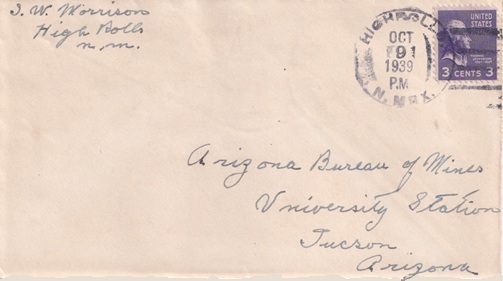 I. W. Morrison
High Rolls
N. M.
HIGH ROLLS
OCT
9
1939
P.M.
N. MEX.
UNITED
STATES
3 CENTS 3
Arizona Bureau of Mines
University Station
Tucson
Arizona